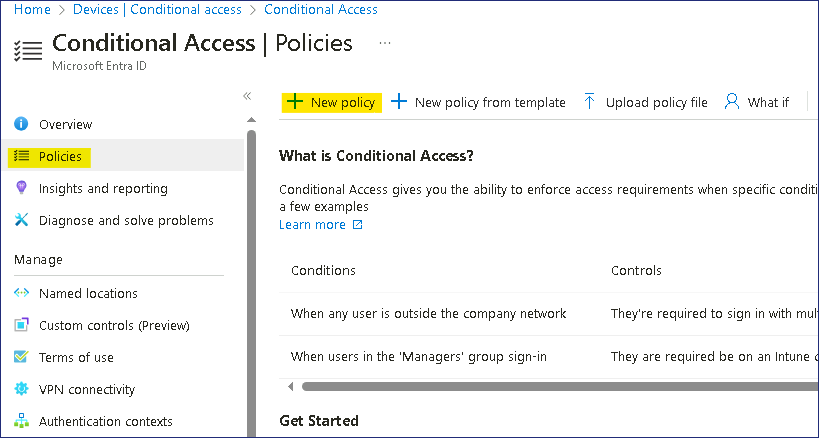 Home > Devices | Conditional access > Conditional Access
Conditional Access | Policies ...
Microsoft Entra ID
«
Overview
Policies
Insights and reporting
Diagnose and solve problems
Manage
Named locations
Custom controls (Preview)
Terms of use
VPN connectivity
Authentication contexts
New policy New policy from template Upload policy file What if
What is Conditional Access?
Conditional Access gives you the ability to enforce access requirements when specific conditi
a few examples
Learn more
Conditions Controls
When any user is outside the company network They're required to sign in with mul
When users in the 'Managers' group sign-in They are required be on an Intune
Get Started